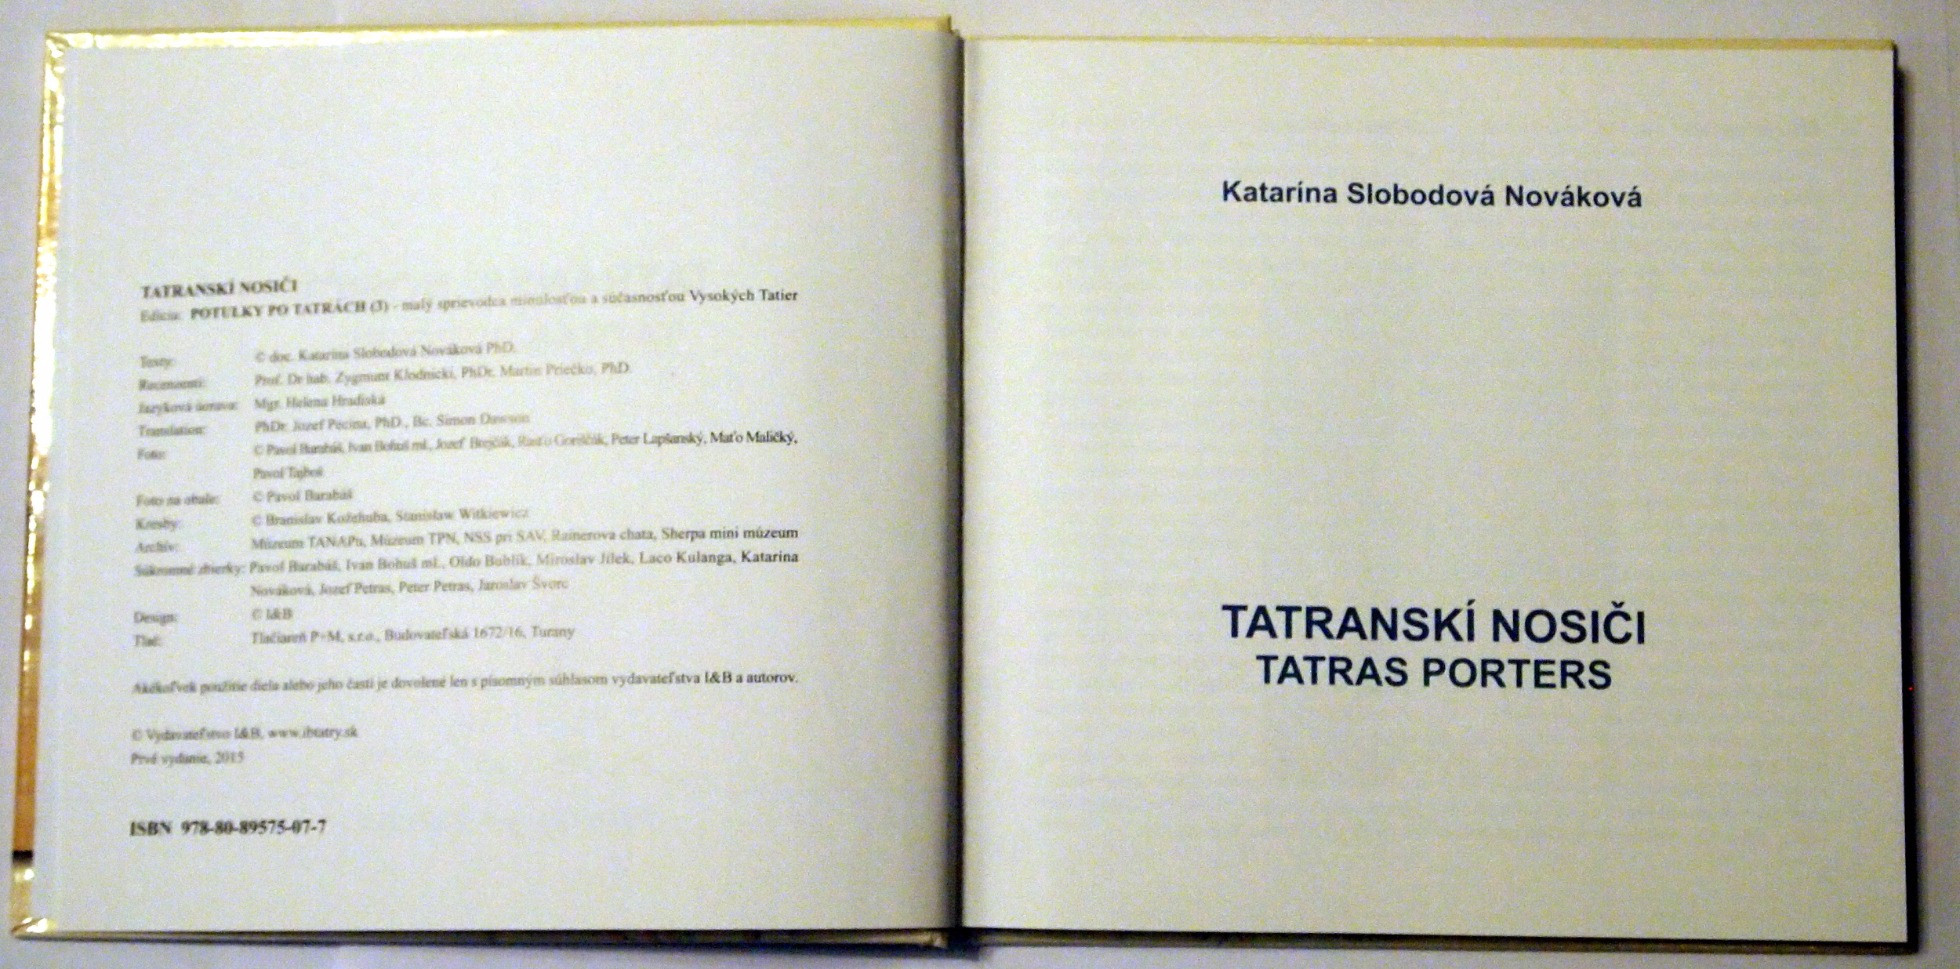 TATRANSKÍ NOSIČI
Edícia: POTULKY PO TATRÁCH (3) - malý sprievodca minulosťou a súčasnosťou Vysokých Tatier
Texty: © doc. Katarína Slobodová Nováková PhD.
Recenzenti: Prof. Dr hab. Zygmunt Kłodnicki, PhDr. Martin Priečko, PhD.
Jazyková úprava: Mgr. Helena Hradiská
Translation: PhDr. Jozef Pecina, PhD., Bc. Simon Dawson
Foto: © Pavol Barabáš, Ivan Bohuš ml., Jozef Brejčák, Rasťo Goriščák, Peter Lapšanský, Maťo Maličký,
Pavol
Foto na obale: © Pavol Barabáš
Kresby: © Branislav Stanisław Witkiewicz
Archív: Múzeum TANAPu, Múzeum TPN, NSS pri SAV, Rainerova chata, Sherpa mini múzeum
Súkromné zbierky: Pavol Barabáš, Ivan Bohuš ml., Oldo Bublík, Miroslav Jílek, Laco Kulanga, Katarína
Nováková, Jozef Petras, Peter Petras, Jaroslav Švorc
Design: © I&B
Tlač: Tlačiareň P+M, s.r.o., Budovateľská 1672/16, Turany
Akékoľvek použitie diela alebo jeho častí je dovolené len s písomným súhlasom vydavateľstva I&B a autorov.
© Vydavateľstvo I&B, www.ibtatry.sk
Prvé vydanie, 2015
ISBN 978-80-89575-07-7
Katarína Slobodová Nováková
TATRANSKÍ NOSIČI
TATRAS PORTERS